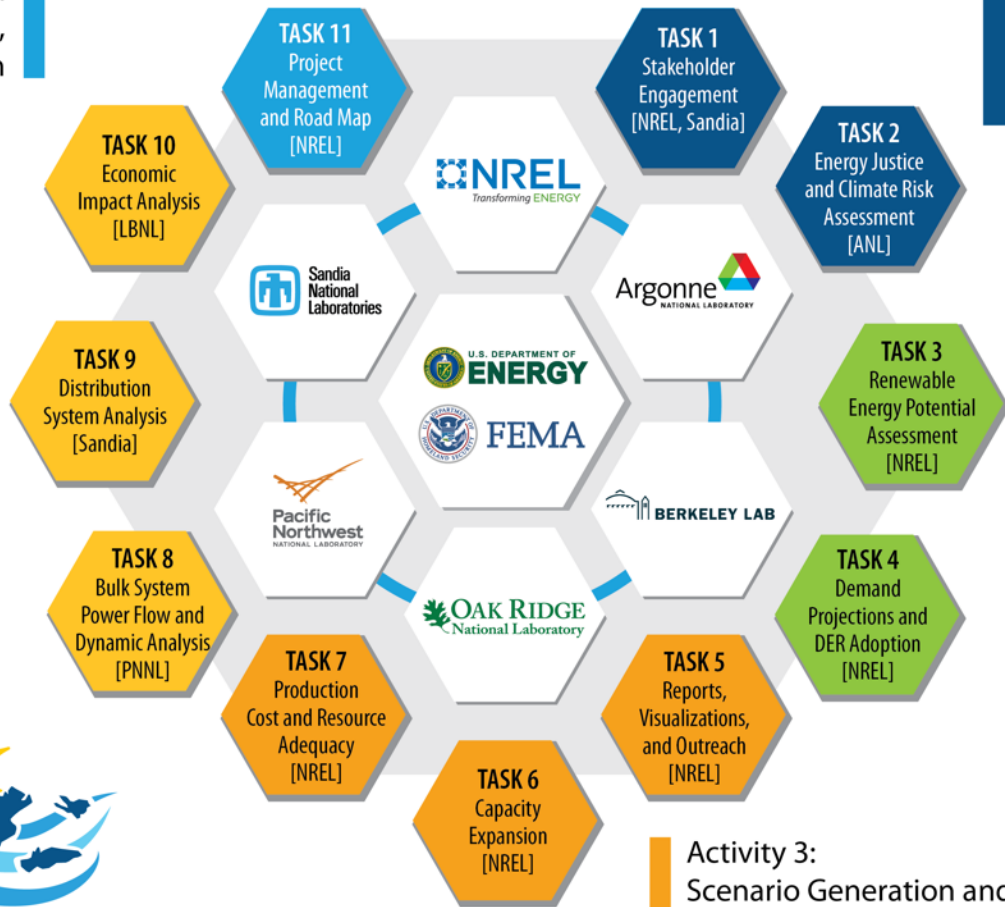 TASK 11
Project
Management
and Road Map
[NREL]
TASK 1
Stakeholder
Engagement
[NREL, Sandia]
TASK 10
Economic
Impact Analysis
[LBNL]
NREL
Transforming ENERGY
TASK 2
Energy Justice
and Climate Risk
Assessment
[ANL]
Sandia
National
Laboratories
Argonne
NATIONAL LABORATORY
TASK 9
Distribution
System Analysis
[Sandia]
U.S. DEPARTMENT OF
ENERGY
FEMA
TASK 3
Renewable
Energy Potential
Assessment
[NREL]
Pacific
Northwest
NATIONAL LABORATORY
BERKELEY LAB
TASK 8
Bulk System
Power Flow and
Dynamic Analysis
[PNNL]
OAK RIDGE
National Laboratory
TASK 4
Demand
Projections and
DER Adoption
[NREL]
TASK 7
Production
Cost and Resource
Adequacy
[NREL]
TASK 5
Reports,
Visualizations,
and Outreach
[NREL]
TASK 6
Capacity
Expansion
[NREL]
Activity 3:
Scenario Generation and